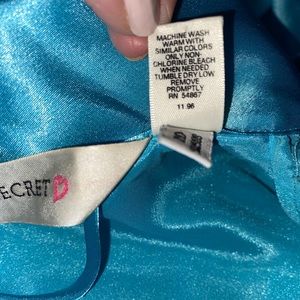 MACHINE WASH
WARM WITH
SIMILAR COLORS
ONLY NON-
CHLORINE BLEACH
WHEN NEEDED
TUMBLE DRY LOW
REMOVE
PROMPTLY
RN 54867
11.96
ECRET